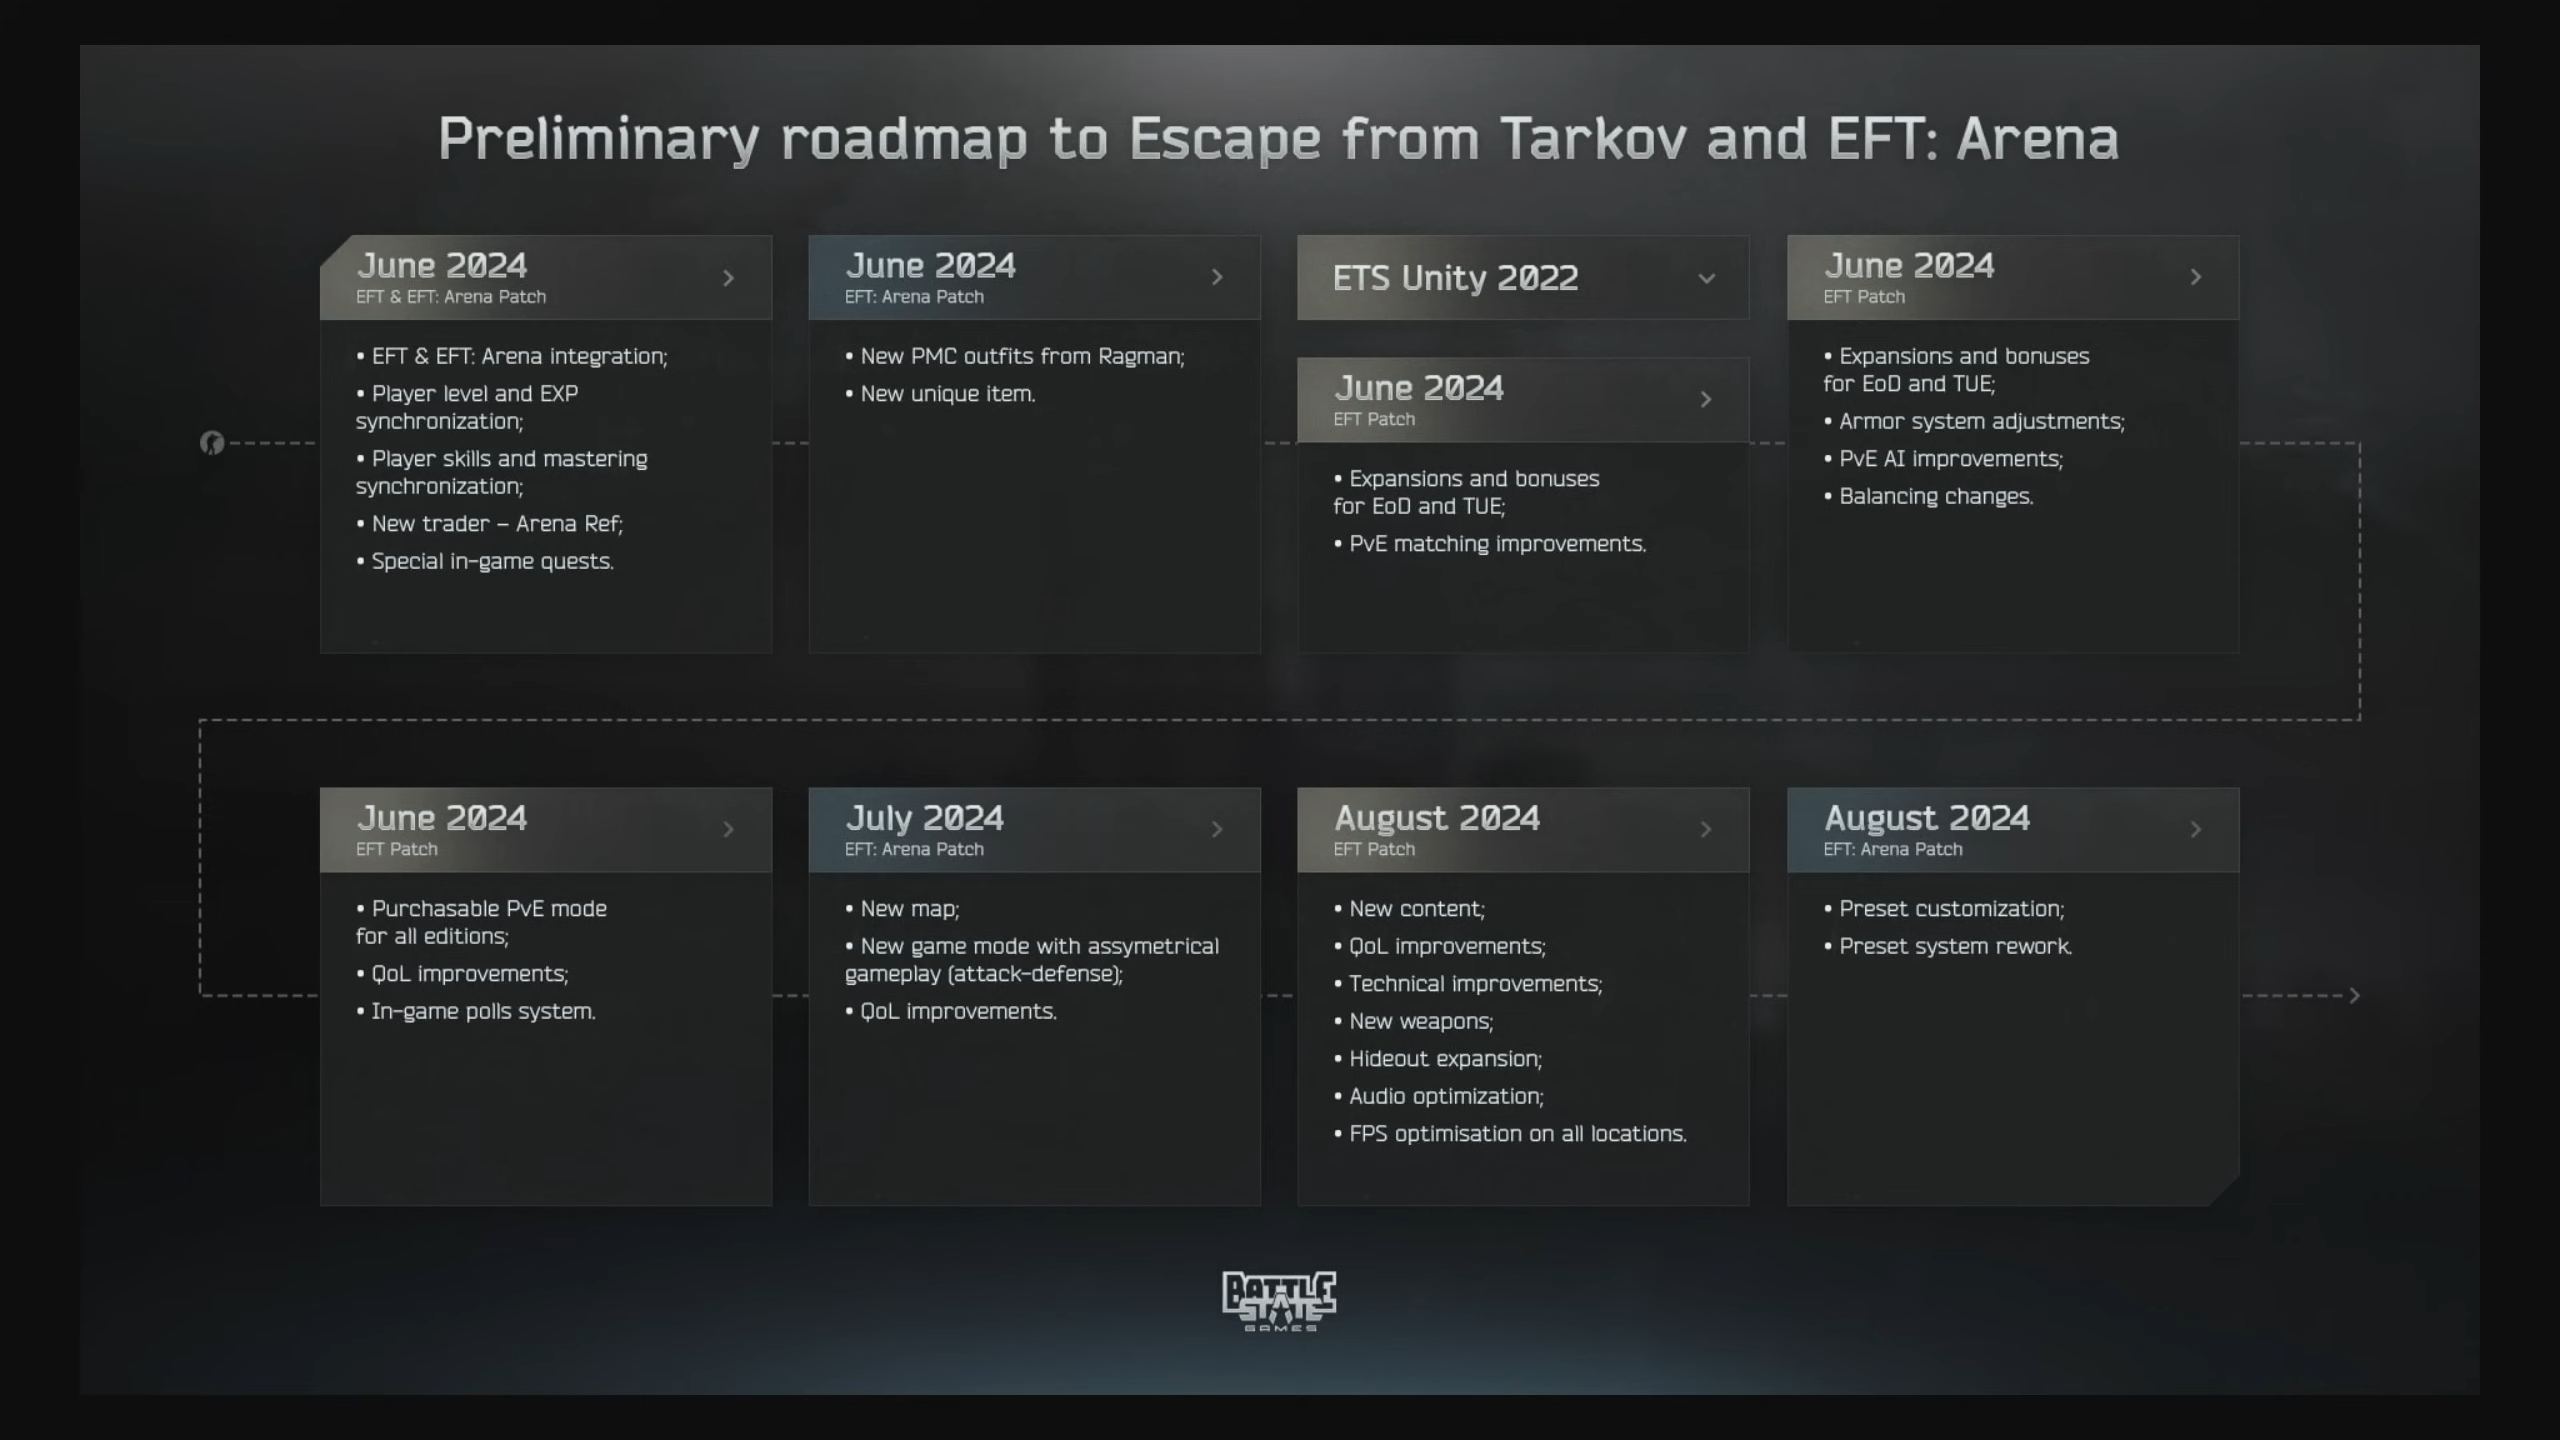 Preliminary roadmap to Escape from Tarkov and EFT: Arena
June 2024
EFT & EFT: Arena Patch
• EFT & EFT: Arena integration;
• Player level and EXP
synchronization;
• Player skills and mastering
synchronization;
• New trader – Arena Ref;
• Special in-game quests.
June 2024
EFT: Arena Patch
• New PMC outfits from Ragman;
• New unique item.
ETS Unity 2022
June 2024
EFT Patch
• Expansions and bonuses
for EoD and TUE;
• PvE matching improvements.
June 2024
EFT Patch
• Expansions and bonuses
for EoD and TUE;
• Armor system adjustments;
• PvE AI improvements;
• Balancing changes.
June 2024
EFT Patch
• Purchasable PvE mode
for all editions;
• QoL improvements;
• In-game polls system.
July 2024
EFT: Arena Patch
• New map;
• New game mode with assymetrical
gameplay (attack-defense);
• QoL improvements.
August 2024
EFT Patch
• New content;
• QoL improvements;
• Technical improvements;
• New weapons;
• Hideout expansion;
• Audio optimization;
• FPS optimisation on all locations.
August 2024
EFT: Arena Patch
• Preset customization;
• Preset system rework.
BATTLE
STATE
GAMES